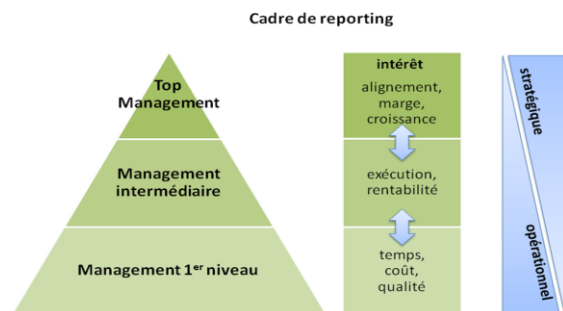 Cadre de reporting
Top
Management
Management
intermédiaire
Management 1er niveau
intérêt
alignement,
marge,
croissance
exécution,
rentabilité
temps,
coût,
qualité
stratégique
opérationnel